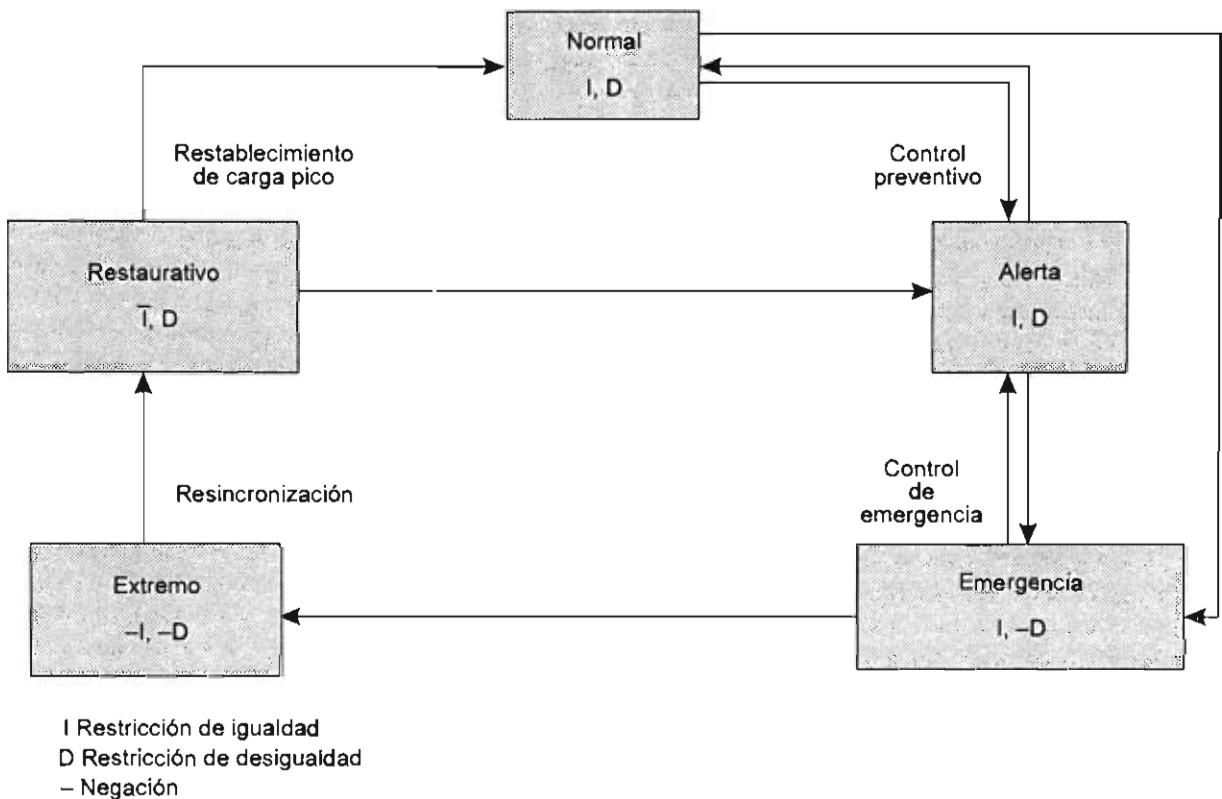 Normal
I, D
Restablecimiento
de carga pico
Control
preventivo
Restaurativo
Ī, D
Alerta
I, D
Resincronización
Control
de
emergencia
Extremo
–I, –D
Emergencia
I, –D
I Restricción de igualdad
D Restricción de desigualdad
– Negación